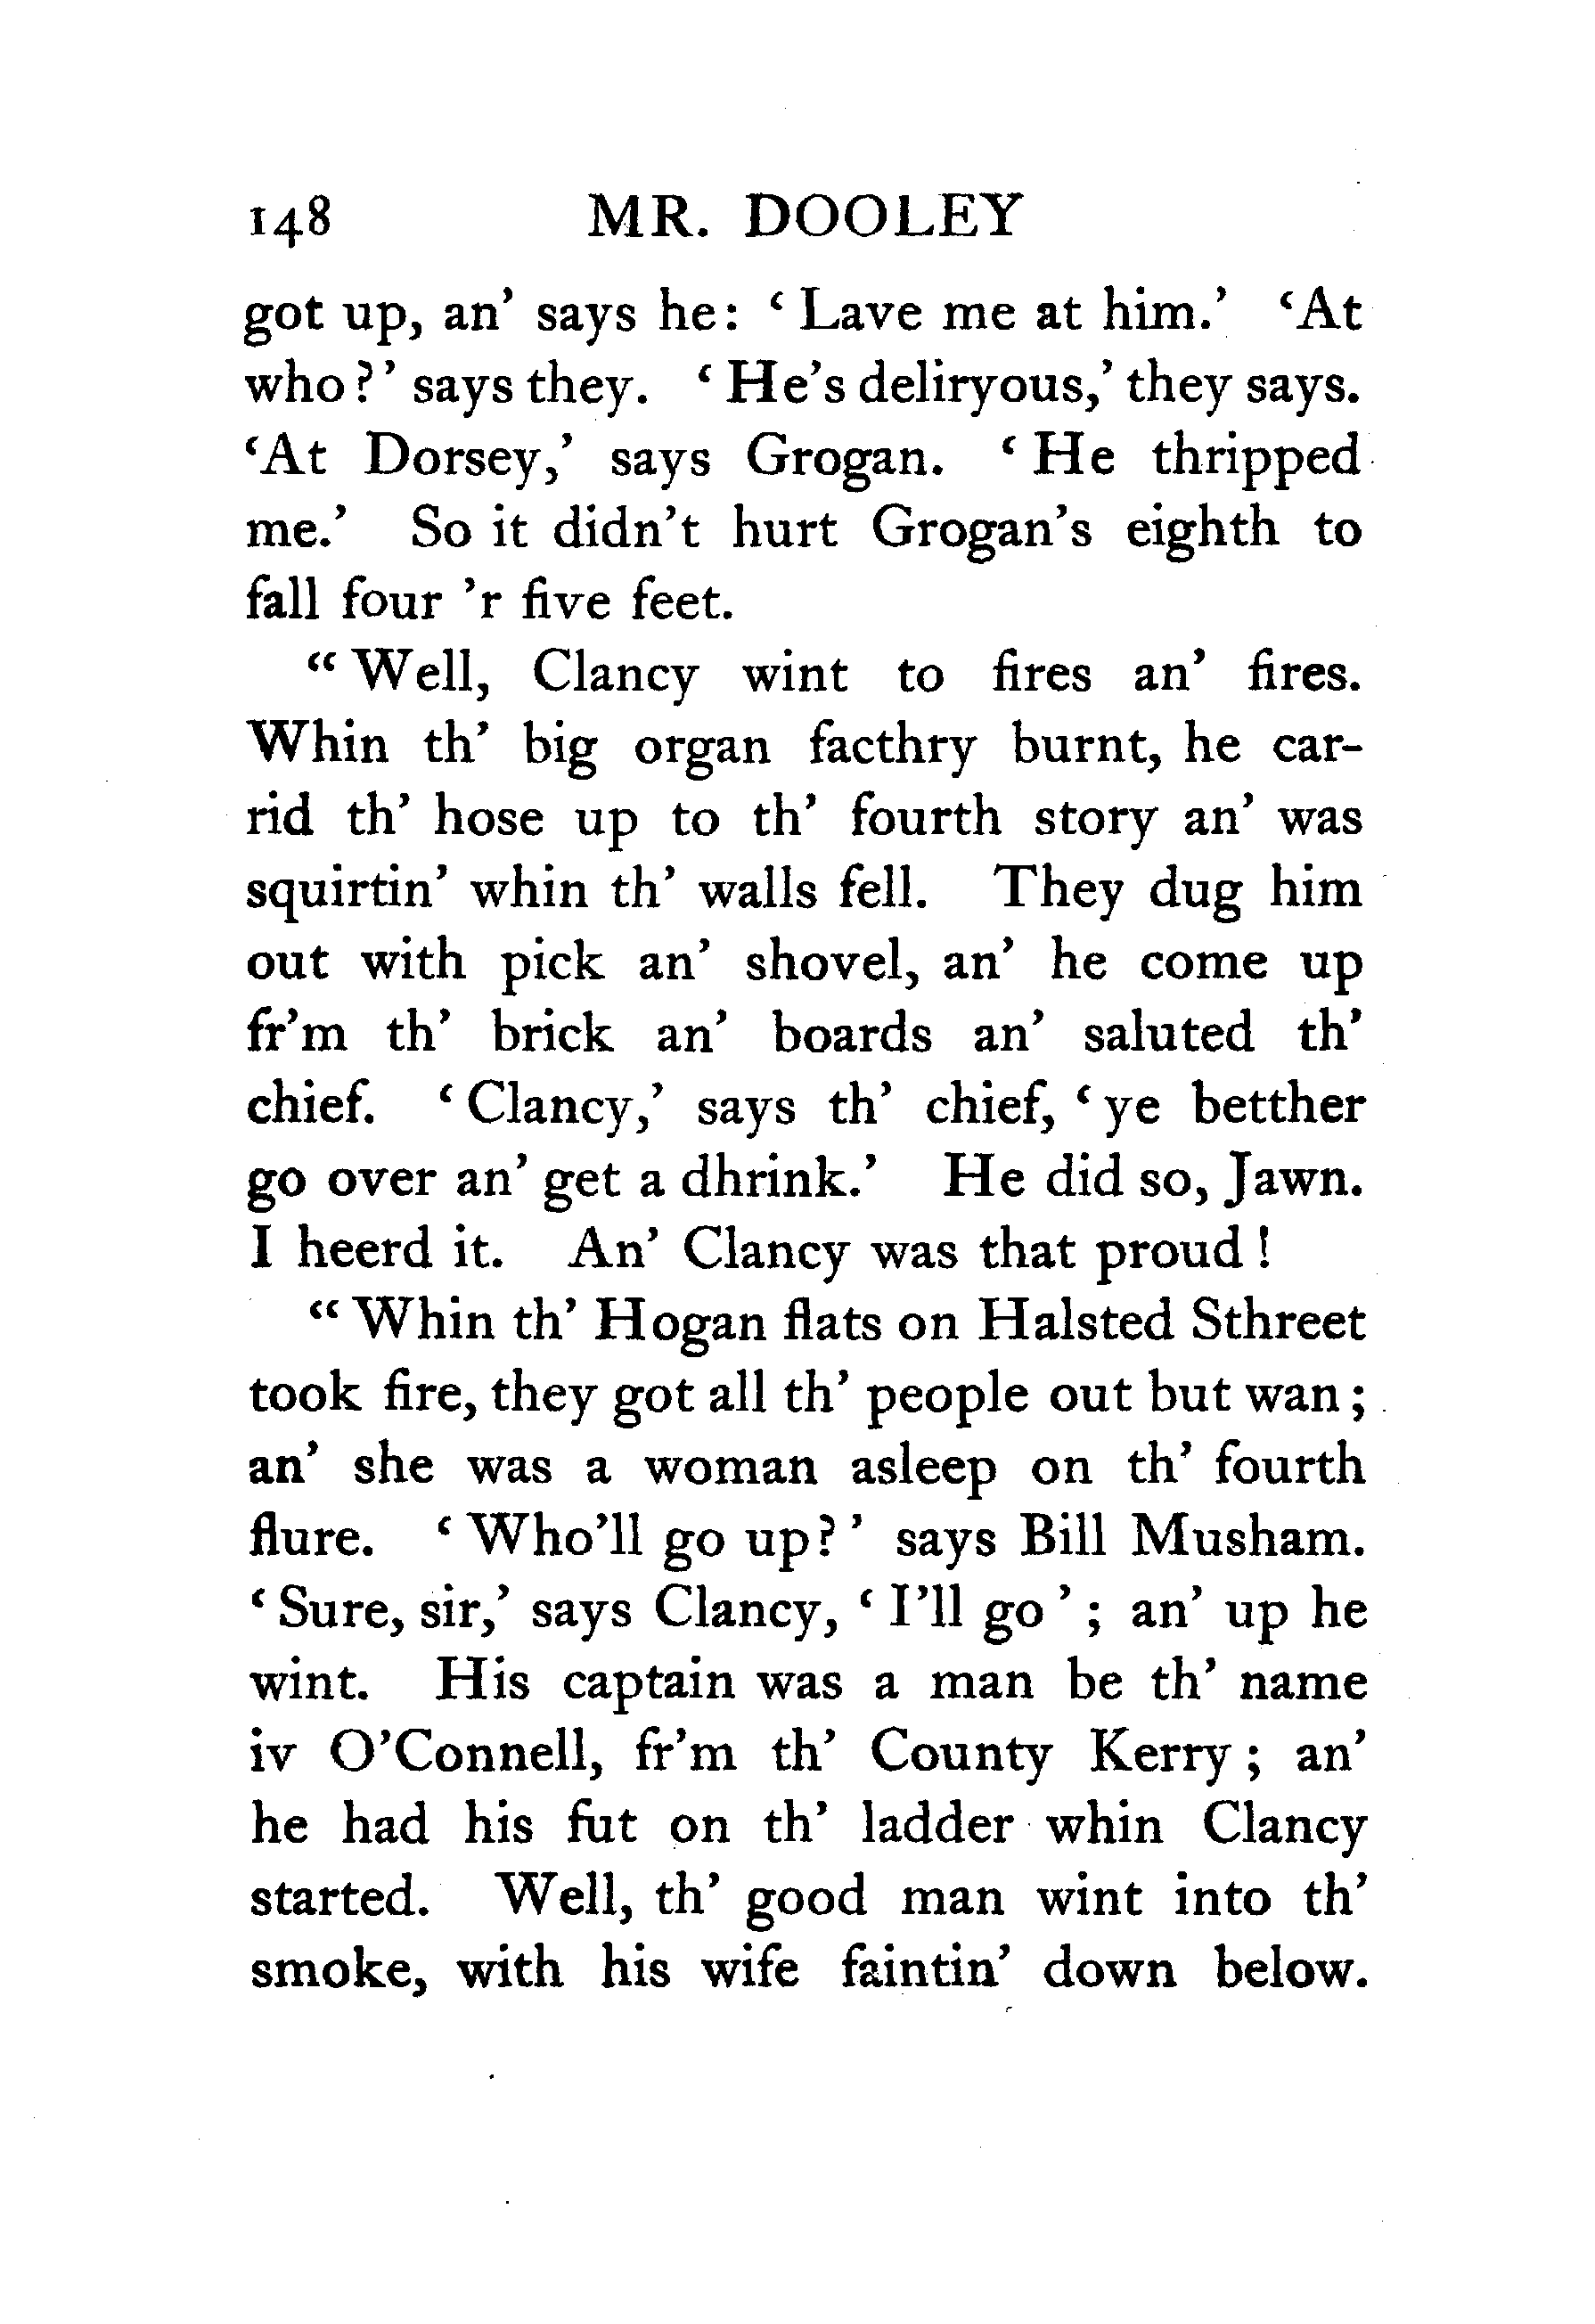 148 MR. DOOLEY
got up, an' says he: 'Lave me at him.' 'At
who?' says they. 'He's deliryous,' they says.
'At Dorsey,' says Grogan. 'He thripped
me.' So it didn't hurt Grogan's eighth to
fall four 'r five feet.
"Well, Clancy wint to fires an' fires.
Whin th' big organ facthry burnt, he car-
rid th' hose up to th' fourth story an' was
squirtin' whin th' walls fell. They dug him
out with pick an' shovel, an' he come up
fr'm th' brick an' boards an' saluted th'
chief. 'Clancy,' says th' chief, 'ye betther
go over an' get a dhrink.' He did so, Jawn.
I heerd it. An' Clancy was that proud!
"Whin th' Hogan flats on Halsted Sthreet
took fire, they got all th' people out but wan;
an' she was a woman asleep on th' fourth
flure. 'Who'll go up?' says Bill Musham.
'Sure, sir,' says Clancy, 'I'll go'; an' up he
wint. His captain was a man be th' name
iv O'Connell, fr'm th' County Kerry; an'
he had his fut on th' ladder whin Clancy
started. Well, th' good man wint into th'
smoke, with his wife faintin' down below.